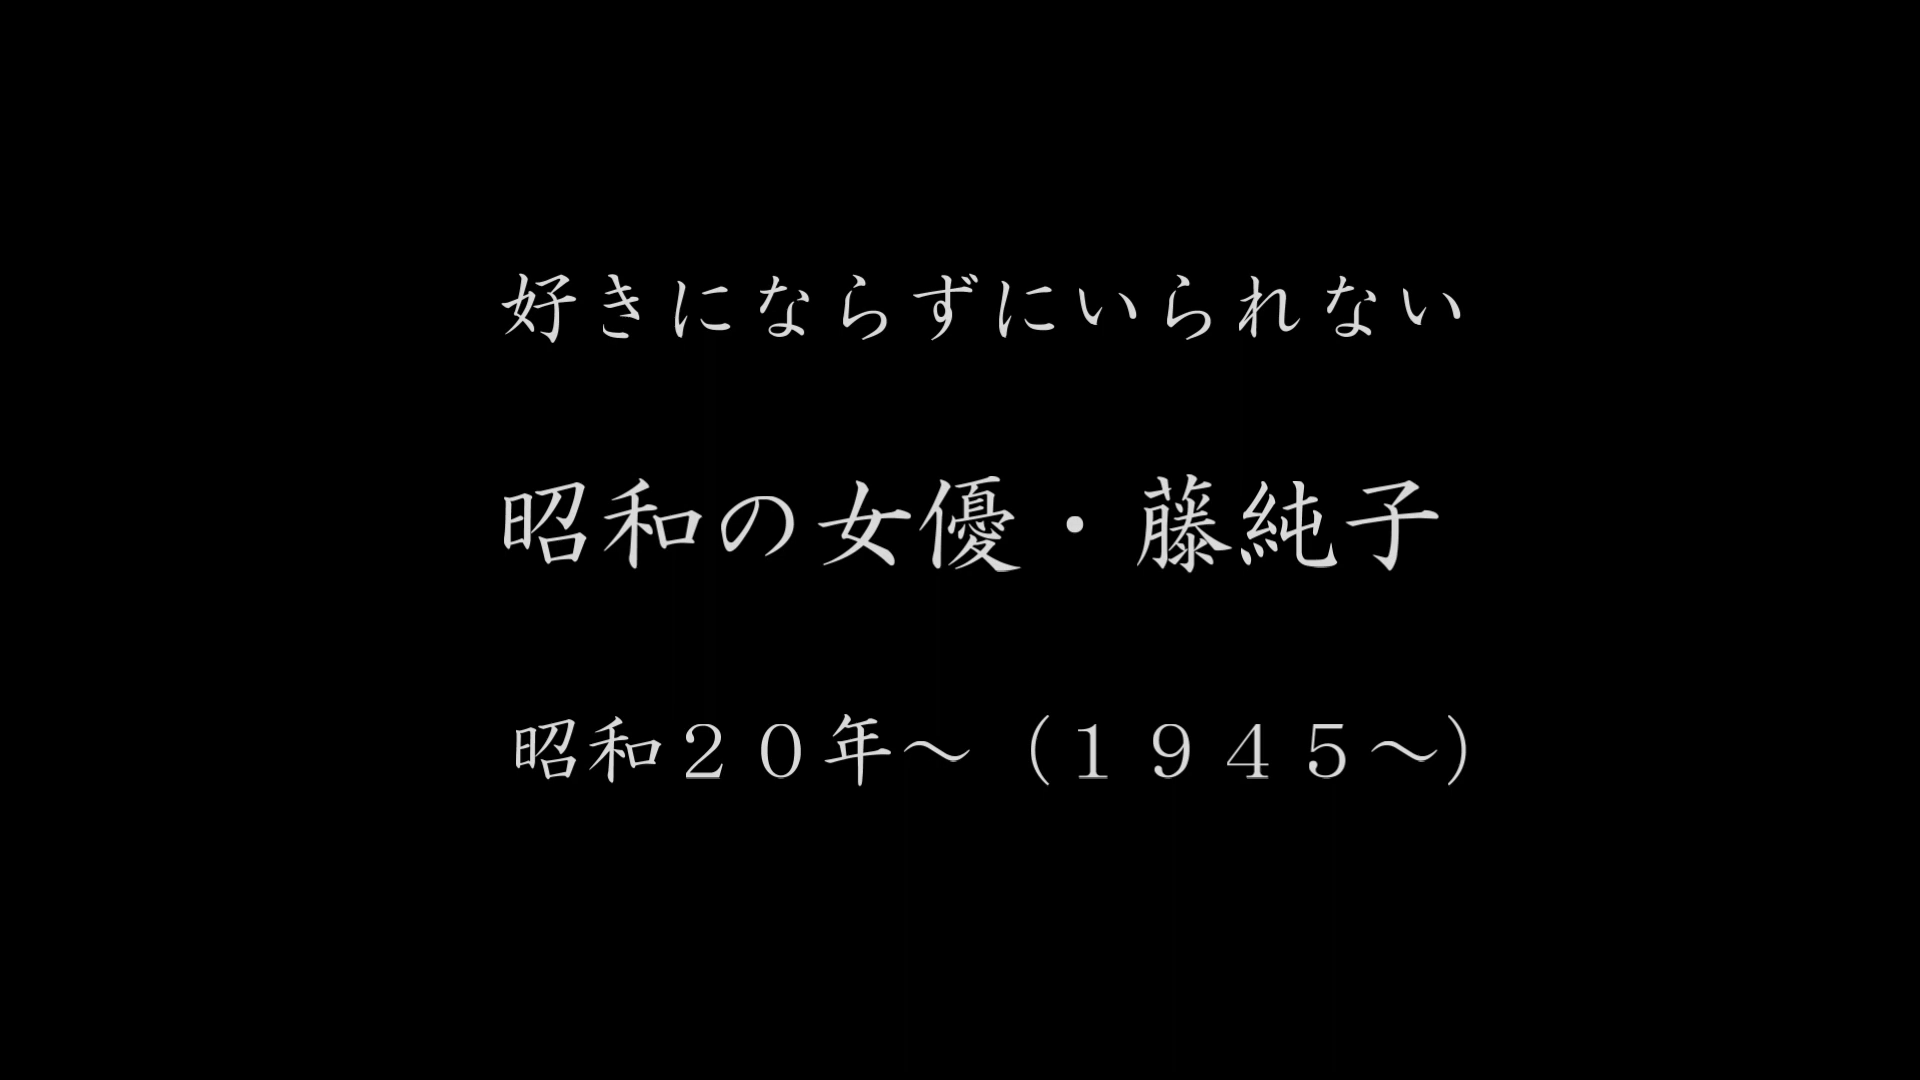 好きにならずにいられない
昭和の女優・藤純子
昭和２０年～（１９４５～）